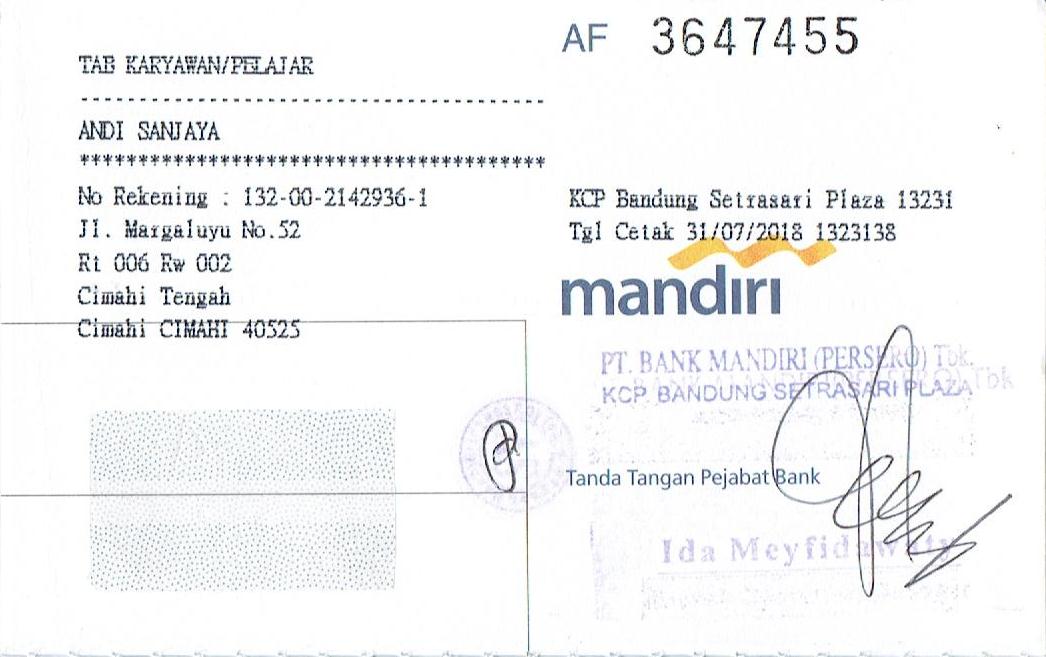 AF 3647455
TAB KARYAWAN/PELAJAR
ANDI SANJAYA
****************************************
No Rekening : 132-00-2142936-1
Jl. Margaluyu No.52
Rt 006 Rw 002
Cimahi Tengah
Cimahi CIMAHI 40525
KCP Bandung Setrasari Plaza 13231
Tgl Cetak 31/07/2018 1323138
mandiri
PT. BANK MANDIRI (PERSERO) Tbk.
KCP. BANDUNG SETRASARI PLAZA
Tanda Tangan Pejabat Bank
Ida Meyfidawaty